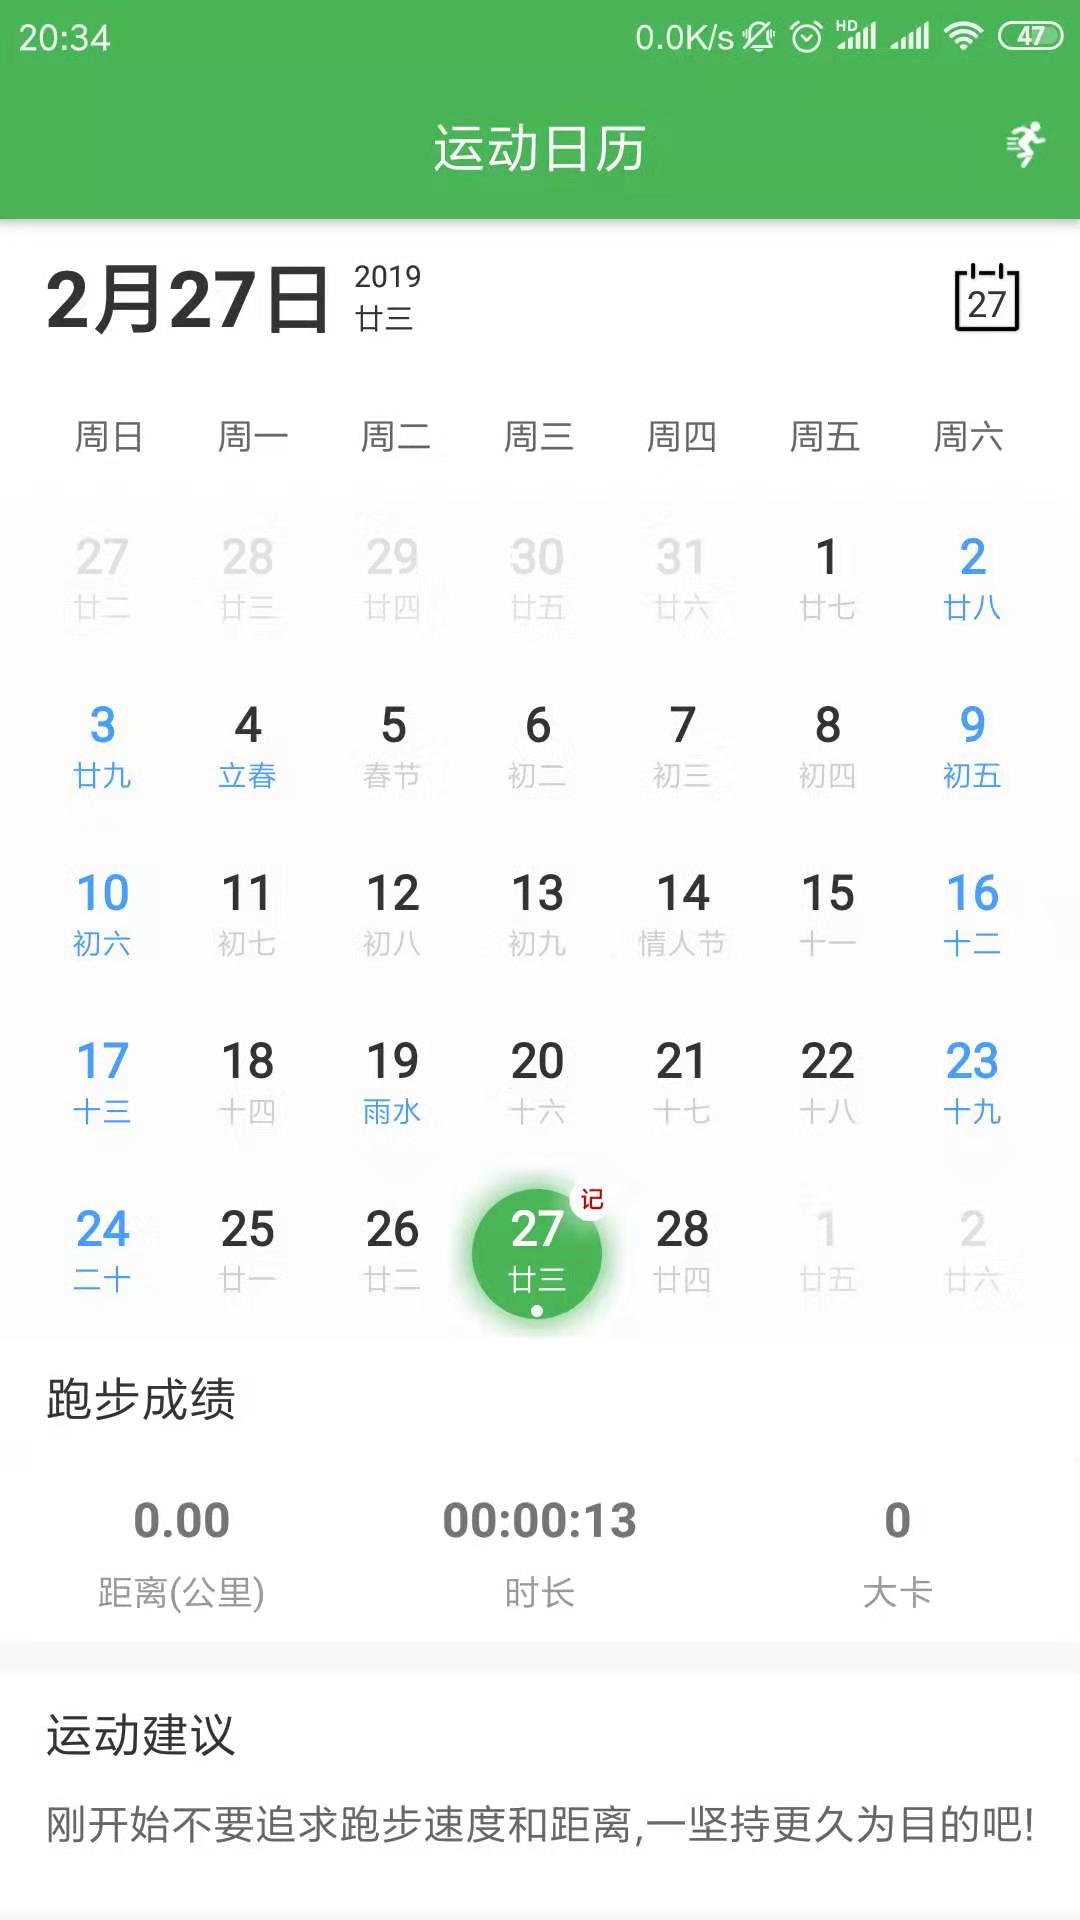 20:34 0.0K/s HD 47
运动日历
2月27日 2019
廿三
27
周日 周一 周二 周三 周四 周五 周六
27 28 29 30 31 1 2
廿二 廿三 廿四 廿五 廿六 廿七 廿八
3 4 5 6 7 8 9
廿九 立春 春节 初二 初三 初四 初五
10 11 12 13 14 15 16
初六 初七 初八 初九 情人节 十一 十二
17 18 19 20 21 22 23
十三 十四 雨水 十六 十七 十八 十九
记
24 25 26 27 28 1 2
二十 廿一 廿二 廿三 廿四 廿五 廿六
跑步成绩
0.00 00:00:13 0
距离(公里) 时长 大卡
运动建议
刚开始不要追求跑步速度和距离,一坚持更久为目的吧!